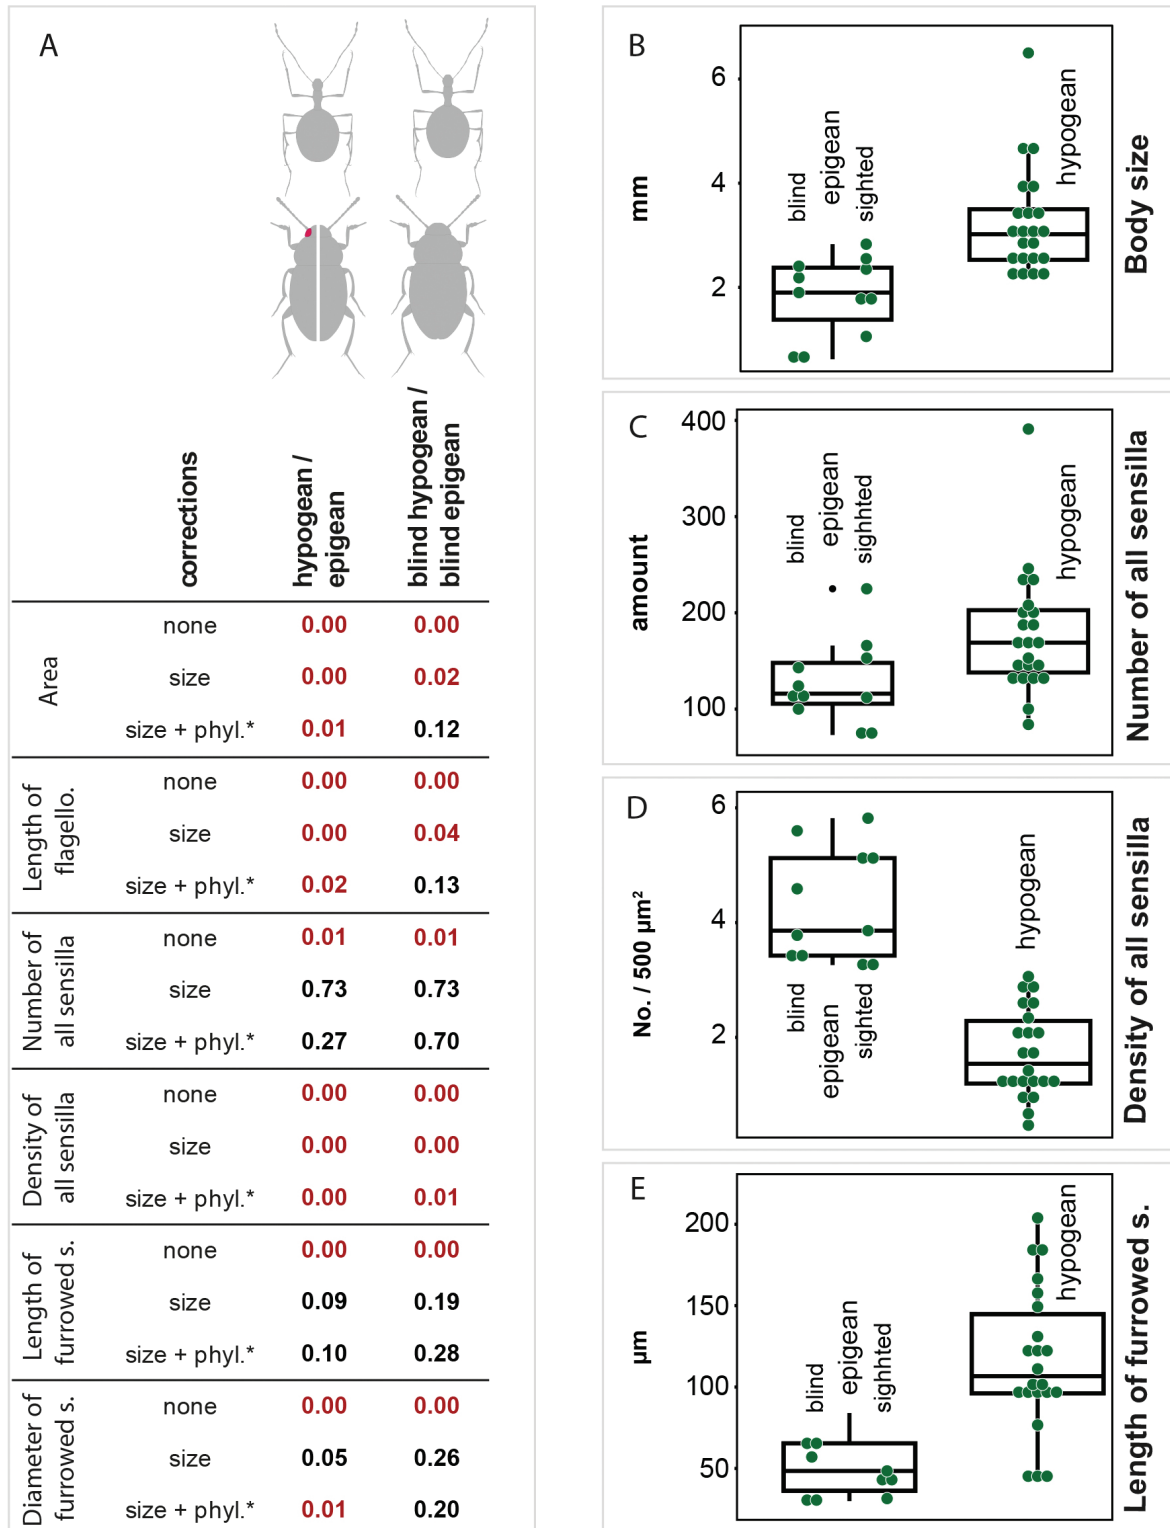 A
corrections
hypogean /
epigean
blind hypogean /
blind epigean
Area
none 0.00 0.00
size 0.00 0.02
size + phyl.* 0.01 0.12
Length of
flagello.
none 0.00 0.00
size 0.00 0.04
size + phyl.* 0.02 0.13
Number of
all sensilla
none 0.01 0.01
size 0.73 0.73
size + phyl.* 0.27 0.70
Density of
all sensilla
none 0.00 0.00
size 0.00 0.00
size + phyl.* 0.00 0.01
Length of
furrowed s.
none 0.00 0.00
size 0.09 0.19
size + phyl.* 0.10 0.28
Diameter of
furrowed s.
none 0.00 0.00
size 0.05 0.26
size + phyl.* 0.01 0.20
B
mm
6
4
2
blind
epigean
sighted
hypogean
Body size
C
amount
400
300
200
100
blind
epigean
sighhted
hypogean
Number of all sensilla
D
No. / 500 µm²
6
4
2
blind
epigean
sighted
hypogean
Density of all sensilla
E
µm
200
150
100
50
blind
epigean
sighhted
hypogean
Length of furrowed s.